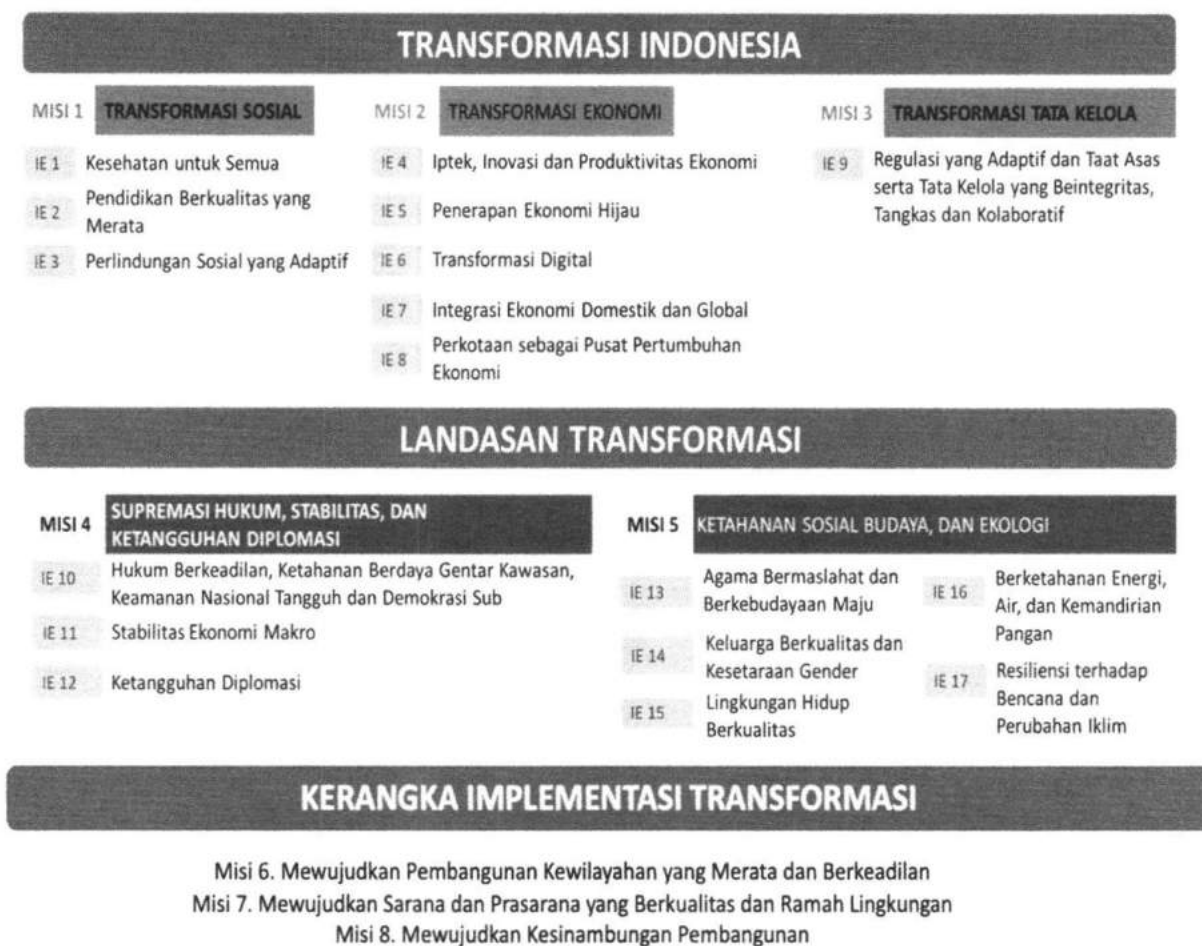 TRANSFORMASI INDONESIA
MISI 1 TRANSFORMASI SOSIAL
IE 1 Kesehatan untuk Semua
IE 2 Pendidikan Berkualitas yang
Merata
IE 3 Perlindungan Sosial yang Adaptif
MISI 2 TRANSFORMASI EKONOMI
IE 4 Iptek, Inovasi dan Produktivitas Ekonomi
IE 5 Penerapan Ekonomi Hijau
IE 6 Transformasi Digital
IE 7 Integrasi Ekonomi Domestik dan Global
IE 8 Perkotaan sebagai Pusat Pertumbuhan
Ekonomi
MISI 3 TRANSFORMASI TATA KELOLA
IE 9 Regulasi yang Adaptif dan Taat Asas
serta Tata Kelola yang Beintegritas,
Tangkas dan Kolaboratif
LANDASAN TRANSFORMASI
MISI 4 SUPREMASI HUKUM, STABILITAS, DAN
KETANGGUHAN DIPLOMASI
IE 10 Hukum Berkeadilan, Ketahanan Berdaya Gentar Kawasan,
Keamanan Nasional Tangguh dan Demokrasi Sub
IE 11 Stabilitas Ekonomi Makro
IE 12 Ketangguhan Diplomasi
MISI 5 KETAHANAN SOSIAL BUDAYA, DAN EKOLOGI
IE 13 Agama Bermaslahat dan
Berkebudayaan Maju
IE 14 Keluarga Berkualitas dan
Kesetaraan Gender
IE 15 Lingkungan Hidup
Berkualitas
IE 16 Berketahanan Energi,
Air, dan Kemandirian
Pangan
IE 17 Resiliensi terhadap
Bencana dan
Perubahan Iklim
KERANGKA IMPLEMENTASI TRANSFORMASI
Misi 6. Mewujudkan Pembangunan Kewilayahan yang Merata dan Berkeadilan
Misi 7. Mewujudkan Sarana dan Prasarana yang Berkualitas dan Ramah Lingkungan
Misi 8. Mewujudkan Kesinambungan Pembangunan